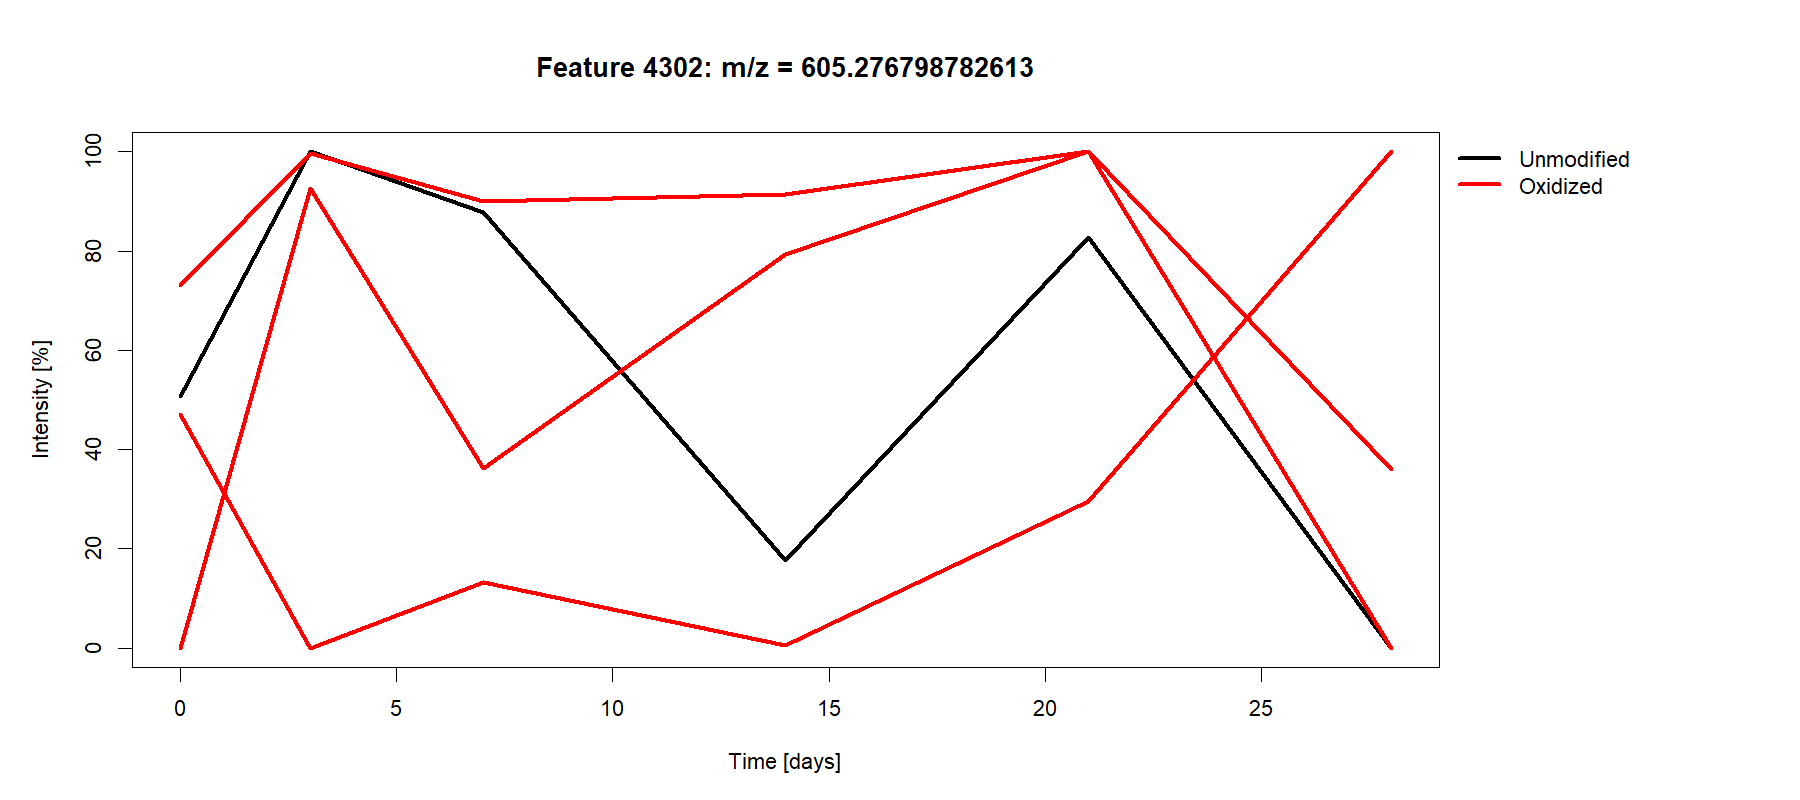 Feature 4302: m/z = 605.276798782613
Unmodified
Oxidized
Intensity [%]
100
80
60
40
20
0
0 5 10 15 20 25
Time [days]